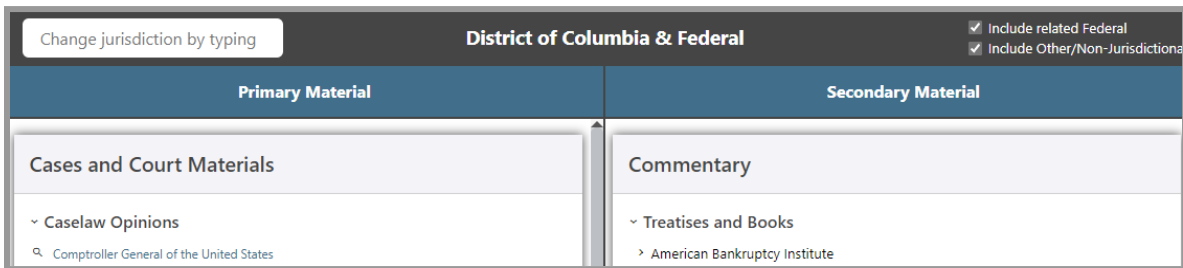 Change jurisdiction by typing
District of Columbia & Federal
Include related Federal
Include Other/Non-Jurisdictiona
Primary Material
Secondary Material
Cases and Court Materials
Commentary
Caselaw Opinions
Treatises and Books
Comptroller General of the United States
American Bankruptcy Institute